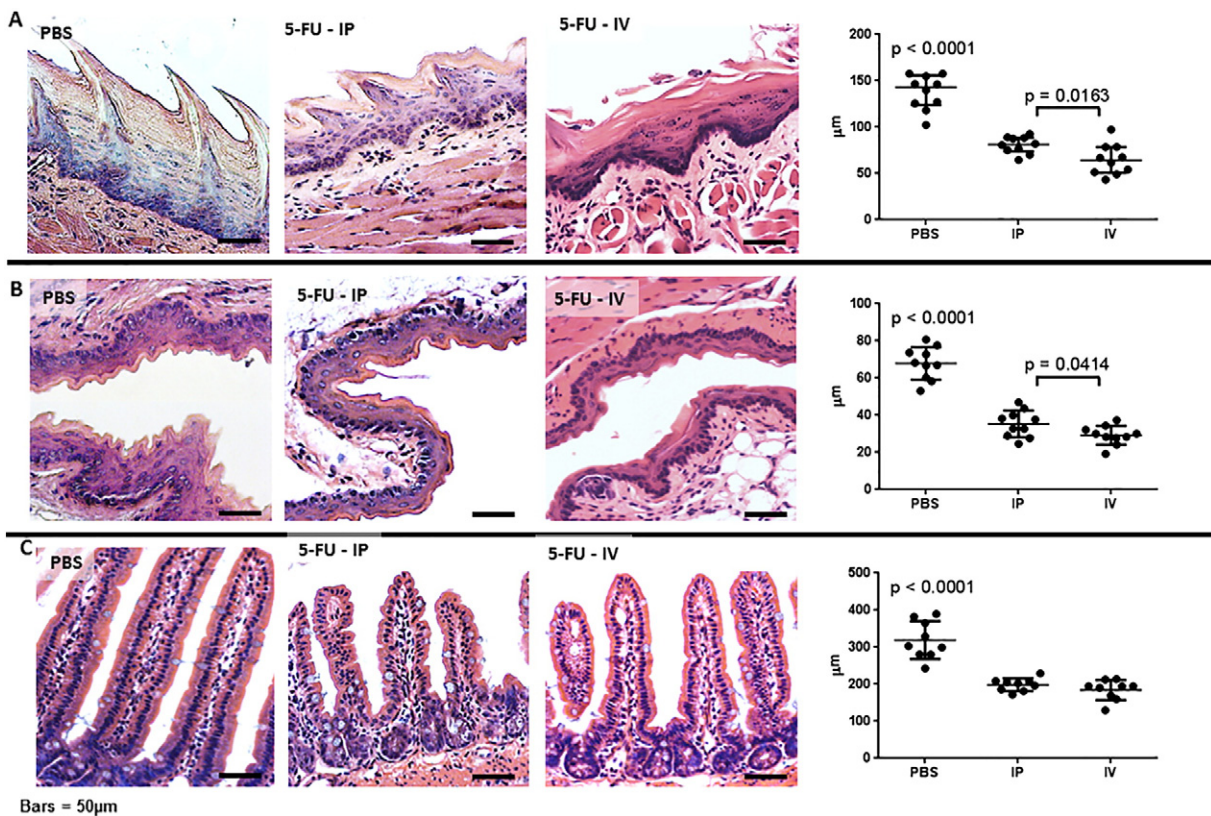 A
PBS
5-FU - IP
5-FU - IV
200
150
100
50
0
μm
p < 0.0001
p = 0.0163
PBS
IP
IV
B
PBS
5-FU - IP
5-FU - IV
100
80
60
40
20
0
μm
p < 0.0001
p = 0.0414
PBS
IP
IV
C
PBS
5-FU - IP
5-FU - IV
500
400
300
200
100
0
μm
p < 0.0001
PBS
IP
IV
Bars = 50μm